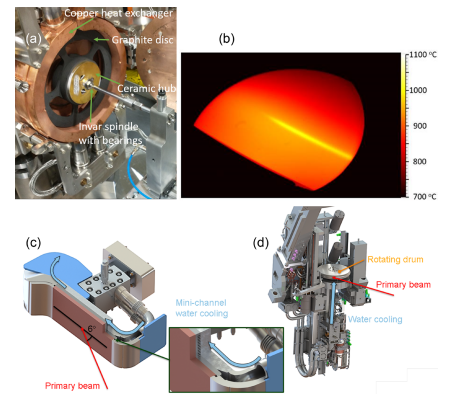 (a)
Copper heat exchanger
Graphite disc
Ceramic hub
Invar spindle
with bearings
(b)
1100 °C
1000
900
800
700 °C
(c)
Mini-channel
water cooling
6°
Primary beam
(d)
Rotating drum
Primary beam
Water cooling